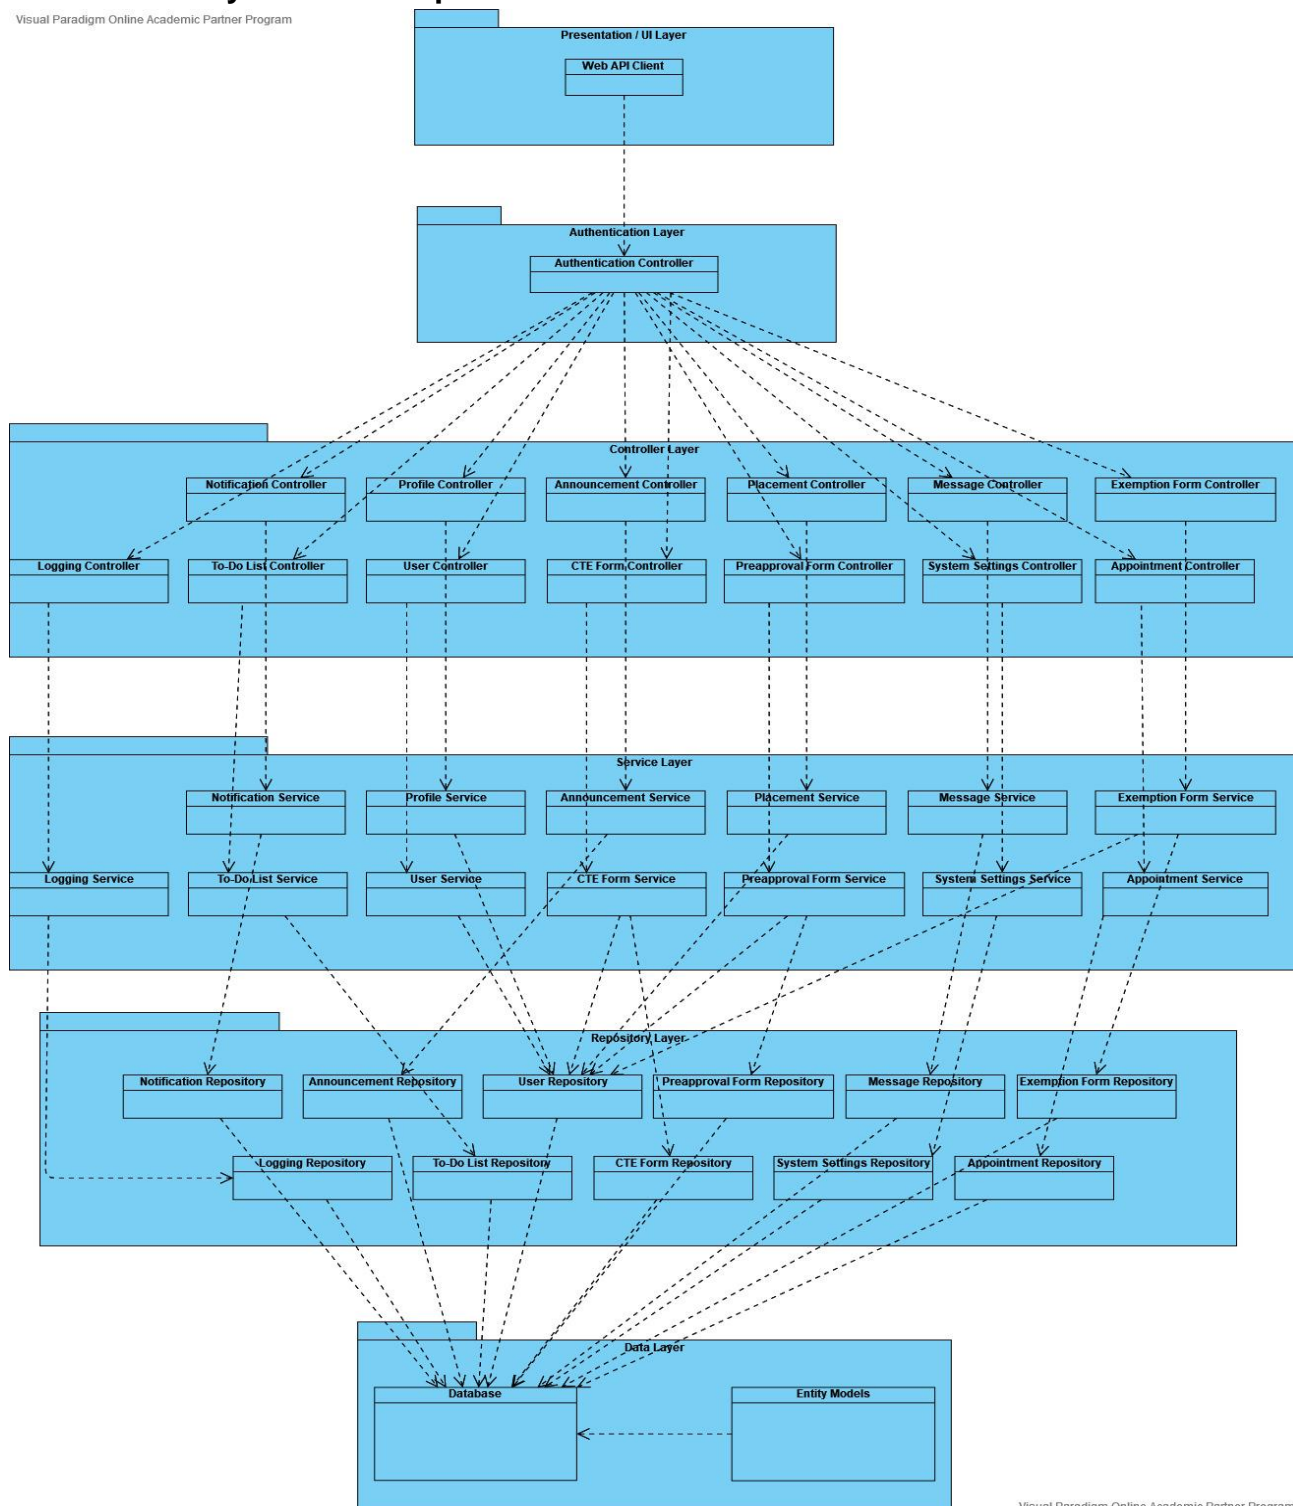 Visual Paradigm Online Academic Partner Program
Presentation / UI Layer
Web API Client
Authentication Layer
Authentication Controller
Controller Layer
Notification Controller
Profile Controller
Announcement Controller
Placement Controller
Message Controller
Exemption Form Controller
Logging Controller
To-Do List Controller
User Controller
CTE Form Controller
Preapproval Form Controller
System Settings Controller
Appointment Controller
Service Layer
Notification Service
Profile Service
Announcement Service
Placement Service
Message Service
Exemption Form Service
Logging Service
To-Do List Service
User Service
CTE Form Service
Preapproval Form Service
System Settings Service
Appointment Service
Repository Layer
Notification Repository
Announcement Repository
User Repository
Preapproval Form Repository
Message Repository
Exemption Form Repository
Logging Repository
To-Do List Repository
CTE Form Repository
System Settings Repository
Appointment Repository
Data Layer
Database
Entity Models
Visual Paradigm Online Academic Partner Program